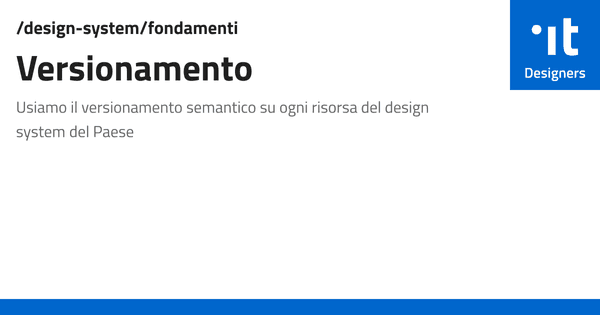 /design-system/fondamenti
Versionamento
Usiamo il versionamento semantico su ogni risorsa del design
system del Paese
.it
Designers